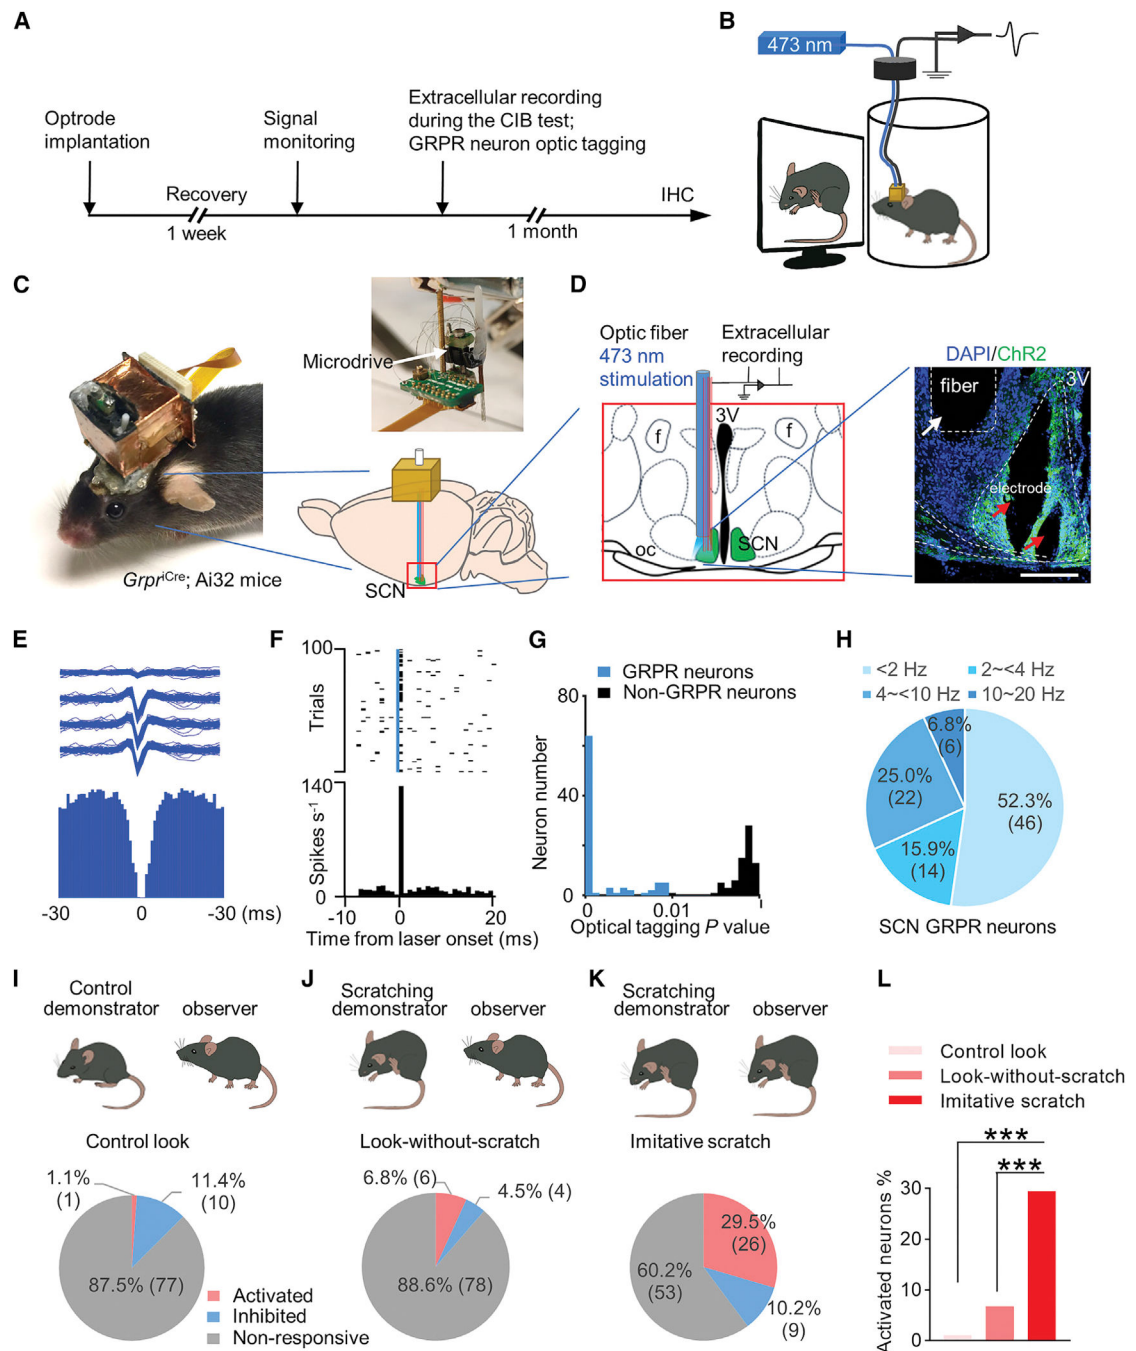 A
Optrode
implantation
Signal
monitoring
Extracellular recording
during the CIB test;
GRPR neuron optic tagging
Recovery
1 week
1 month
IHC
B
473 nm
C
Microdrive
Grpr^iCre; Ai32 mice
SCN
D
Optic fiber
473 nm
stimulation
Extracellular
recording
3V
f
f
oc
SCN
DAPI/ChR2
fiber
3V
electrode
E
-30 0 -30 (ms)
F
100
Trials
140
Spikes s⁻¹
0
-10 0 20
Time from laser onset (ms)
G
GRPR neurons
Non-GRPR neurons
80
40
0
Neuron number
0 0.01 1
Optical tagging P value
H
<2 Hz 2~<4 Hz
4~<10 Hz 10~20 Hz
6.8%
(6)
25.0%
(22)
52.3%
(46)
15.9%
(14)
SCN GRPR neurons
I
Control
demonstrator observer
Control look
1.1%
(1)
11.4%
(10)
87.5% (77)
Activated
Inhibited
Non-responsive
J
Scratching
demonstrator observer
Look-without-scratch
6.8% (6)
4.5% (4)
88.6% (78)
K
Scratching
demonstrator observer
Imitative scratch
29.5%
(26)
60.2%
(53)
10.2%
(9)
L
Control look
Look-without-scratch
Imitative scratch
***
***
30
20
10
0
Activated neurons %